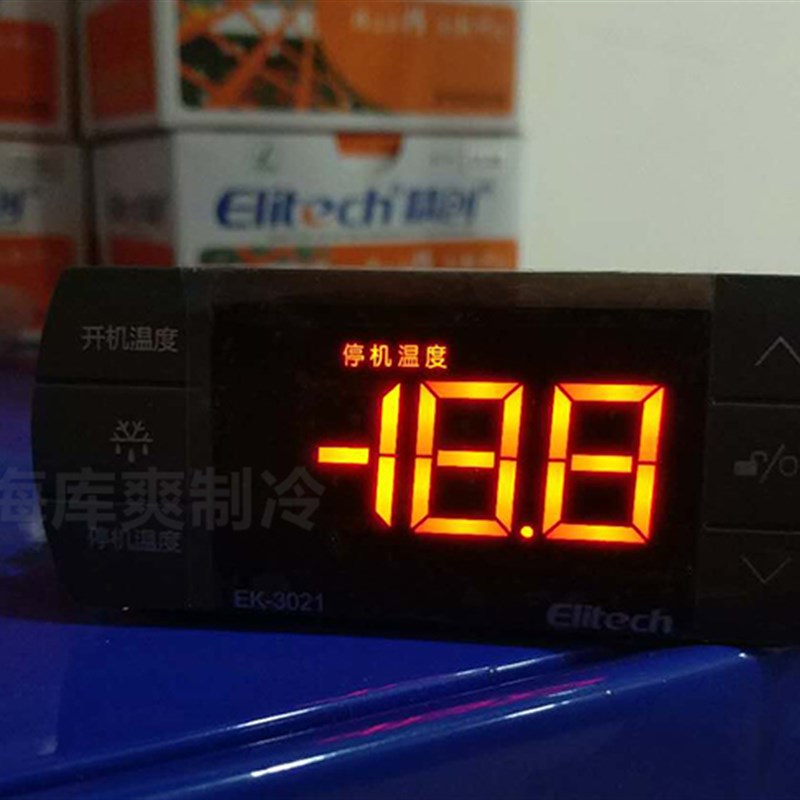 Elitech 精创
开机温度
停机温度
-18.8
海库爽制冷
停机温度
EK-3021
Elitech